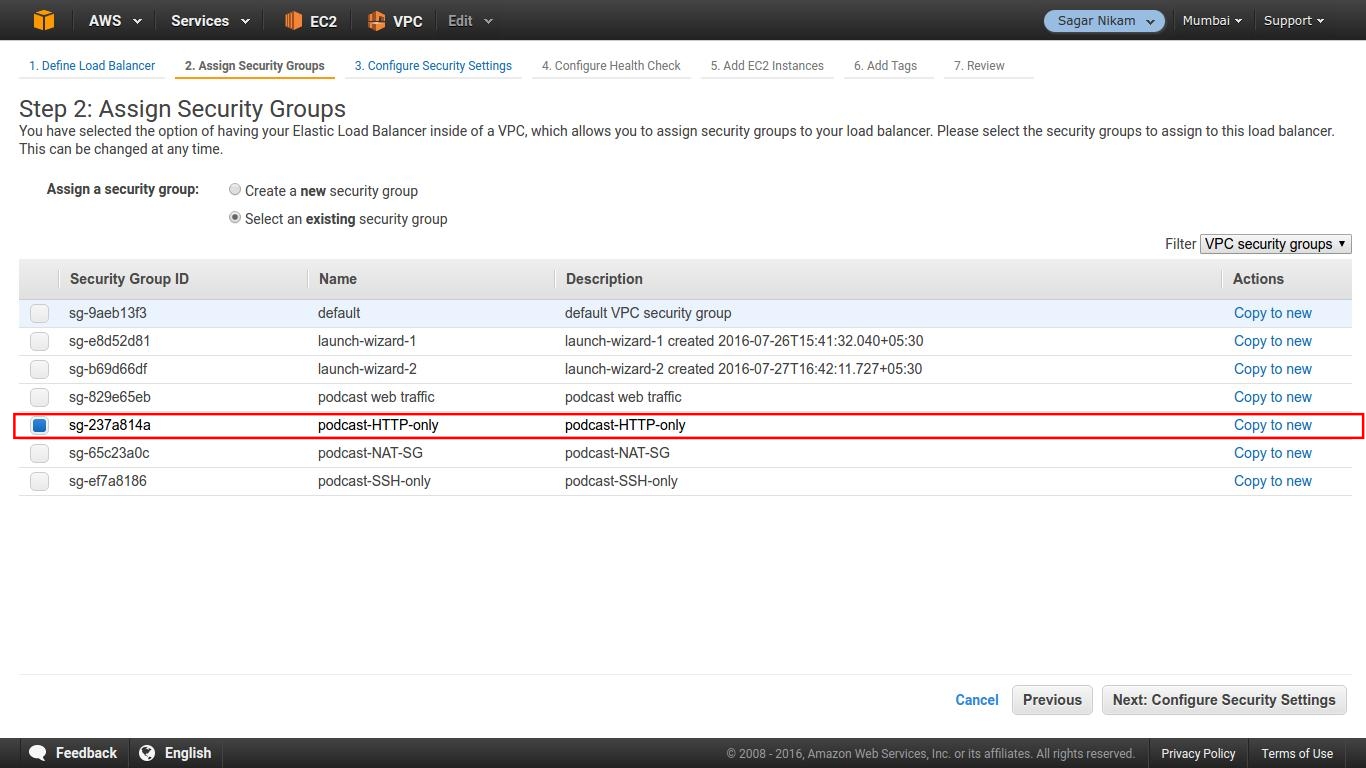 AWS Services EC2 VPC Edit Sagar Nikam Mumbai Support
1. Define Load Balancer 2. Assign Security Groups 3. Configure Security Settings 4. Configure Health Check 5. Add EC2 Instances 6. Add Tags 7. Review
Step 2: Assign Security Groups
You have selected the option of having your Elastic Load Balancer inside of a VPC, which allows you to assign security groups to your load balancer. Please select the security groups to assign to this load balancer.
This can be changed at any time.
Assign a security group: Create a new security group
Select an existing security group
Filter VPC security groups
Security Group ID Name Description Actions
sg-9aeb13f3 default default VPC security group Copy to new
sg-e8d52d81 launch-wizard-1 launch-wizard-1 created 2016-07-26T15:41:32.040+05:30 Copy to new
sg-b69d66df launch-wizard-2 launch-wizard-2 created 2016-07-27T16:42:11.727+05:30 Copy to new
sg-829e65eb podcast web traffic podcast web traffic Copy to new
sg-237a814a podcast-HTTP-only podcast-HTTP-only Copy to new
sg-65c23a0c podcast-NAT-SG podcast-NAT-SG Copy to new
sg-ef7a8186 podcast-SSH-only podcast-SSH-only Copy to new
Cancel Previous Next: Configure Security Settings
Feedback English © 2008 - 2016, Amazon Web Services, Inc. or its affiliates. All rights reserved. Privacy Policy Terms of Use